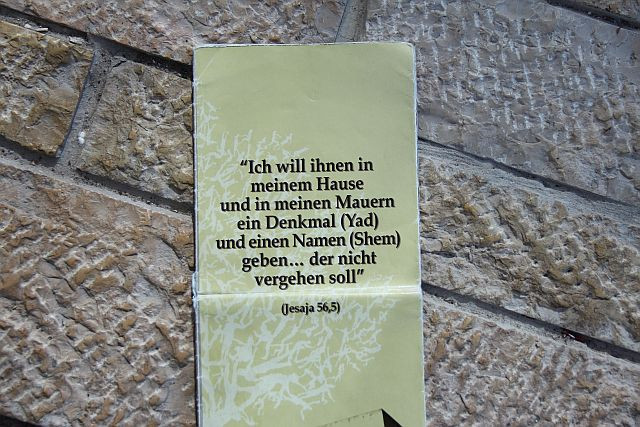 “Ich will ihnen in
meinem Hause
und in meinen Mauern
ein Denkmal (Yad)
und einen Namen (Shem)
geben... der nicht
vergehen soll”
(Jesaja 56,5)